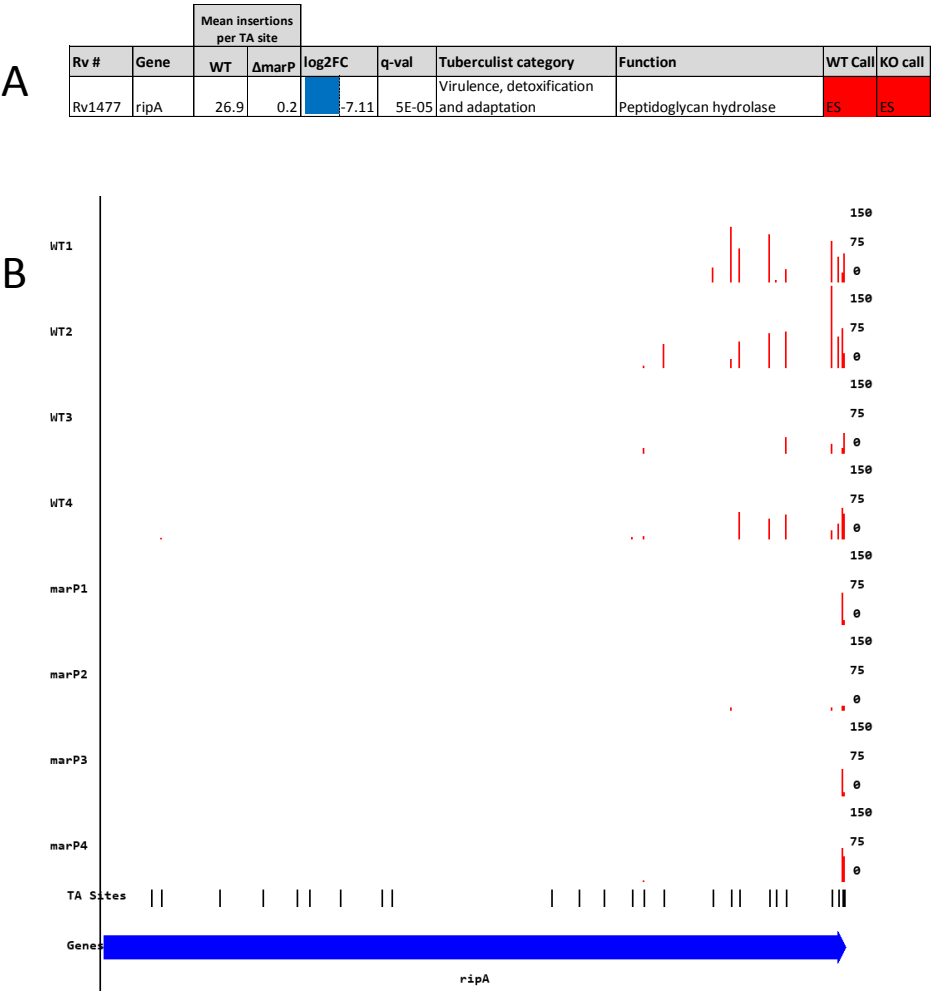 A
Mean insertions
per TA site
Rv # Gene WT ΔmarP log2FC q-val Tuberculist category Function WT Call KO call
Virulence, detoxification
Rv1477 ripA 26.9 0.2 -7.11 5E-05 and adaptation Peptidoglycan hydrolase ES ES
B
150
WT1 75
0
150
WT2 75
0
150
WT3 75
0
150
WT4 75
0
150
marP1 75
0
150
marP2 75
0
150
marP3 75
0
150
marP4 75
0
TA Sites
Genes
ripA